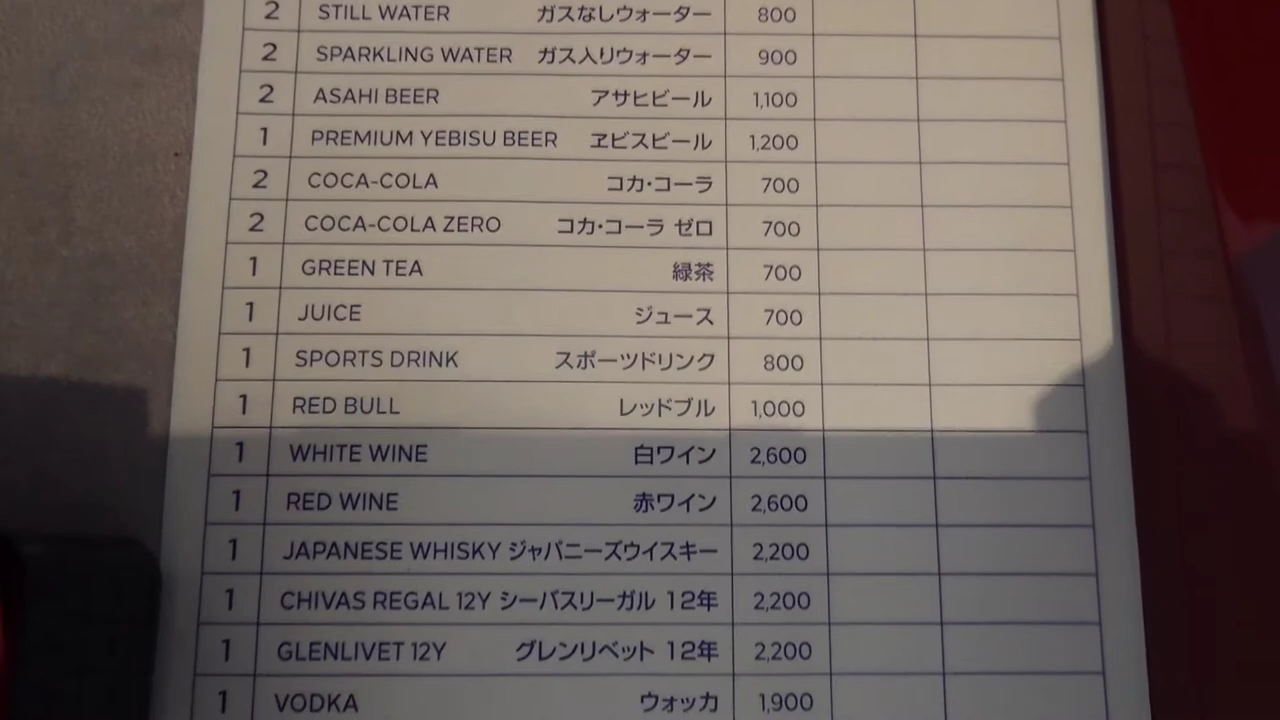 2 STILL WATER ガスなしウォーター 800
2 SPARKLING WATER ガス入りウォーター 900
2 ASAHI BEER アサヒビール 1,100
1 PREMIUM YEBISU BEER ヱビスビール 1,200
2 COCA-COLA コカ・コーラ 700
2 COCA-COLA ZERO コカ・コーラ ゼロ 700
1 GREEN TEA 緑茶 700
1 JUICE ジュース 700
1 SPORTS DRINK スポーツドリンク 800
1 RED BULL レッドブル 1,000
1 WHITE WINE 白ワイン 2,600
1 RED WINE 赤ワイン 2,600
1 JAPANESE WHISKY ジャパニーズウイスキー 2,200
1 CHIVAS REGAL 12Y シーバスリーガル 12年 2,200
1 GLENLIVET 12Y グレンリベット 12年 2,200
1 VODKA ウォッカ 1,900